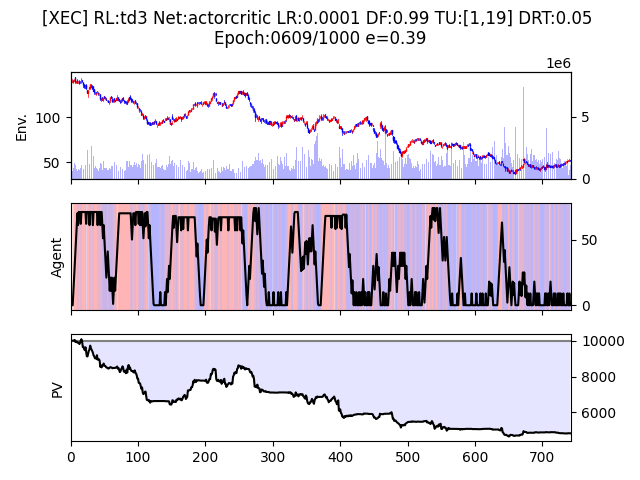 [XEC] RL:td3 Net:actorcritic LR:0.0001 DF:0.99 TU:[1,19] DRT:0.05
Epoch:0609/1000 e=0.39
1e6
Env.
100
50
5
0
Agent
50
0
PV
10000
8000
6000
0 100 200 300 400 500 600 700